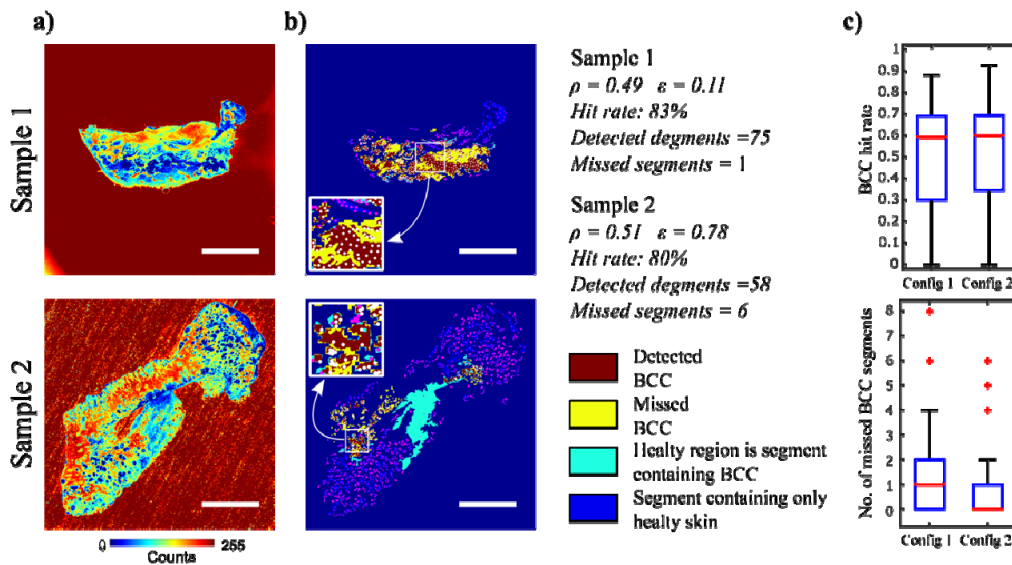 a)
b)
c)
Sample 1
Sample 2
0 255
Counts
Sample 1
ρ = 0.49 ε = 0.11
Hit rate: 83%
Detected degments =75
Missed segments = 1
Sample 2
ρ = 0.51 ε = 0.78
Hit rate: 80%
Detected degments =58
Missed segments = 6
Detected
BCC
Missed
BCC
Healty region is segment
containing BCC
Segment containing only
healty skin
BCC hit rate
1
0.9
0.8
0.7
0.6
0.5
0.4
0.3
0.2
0.1
0
Config 1 Config 2
No. of missed BCC segments
8
7
6
5
4
3
2
1
0
Config 1 Config 2